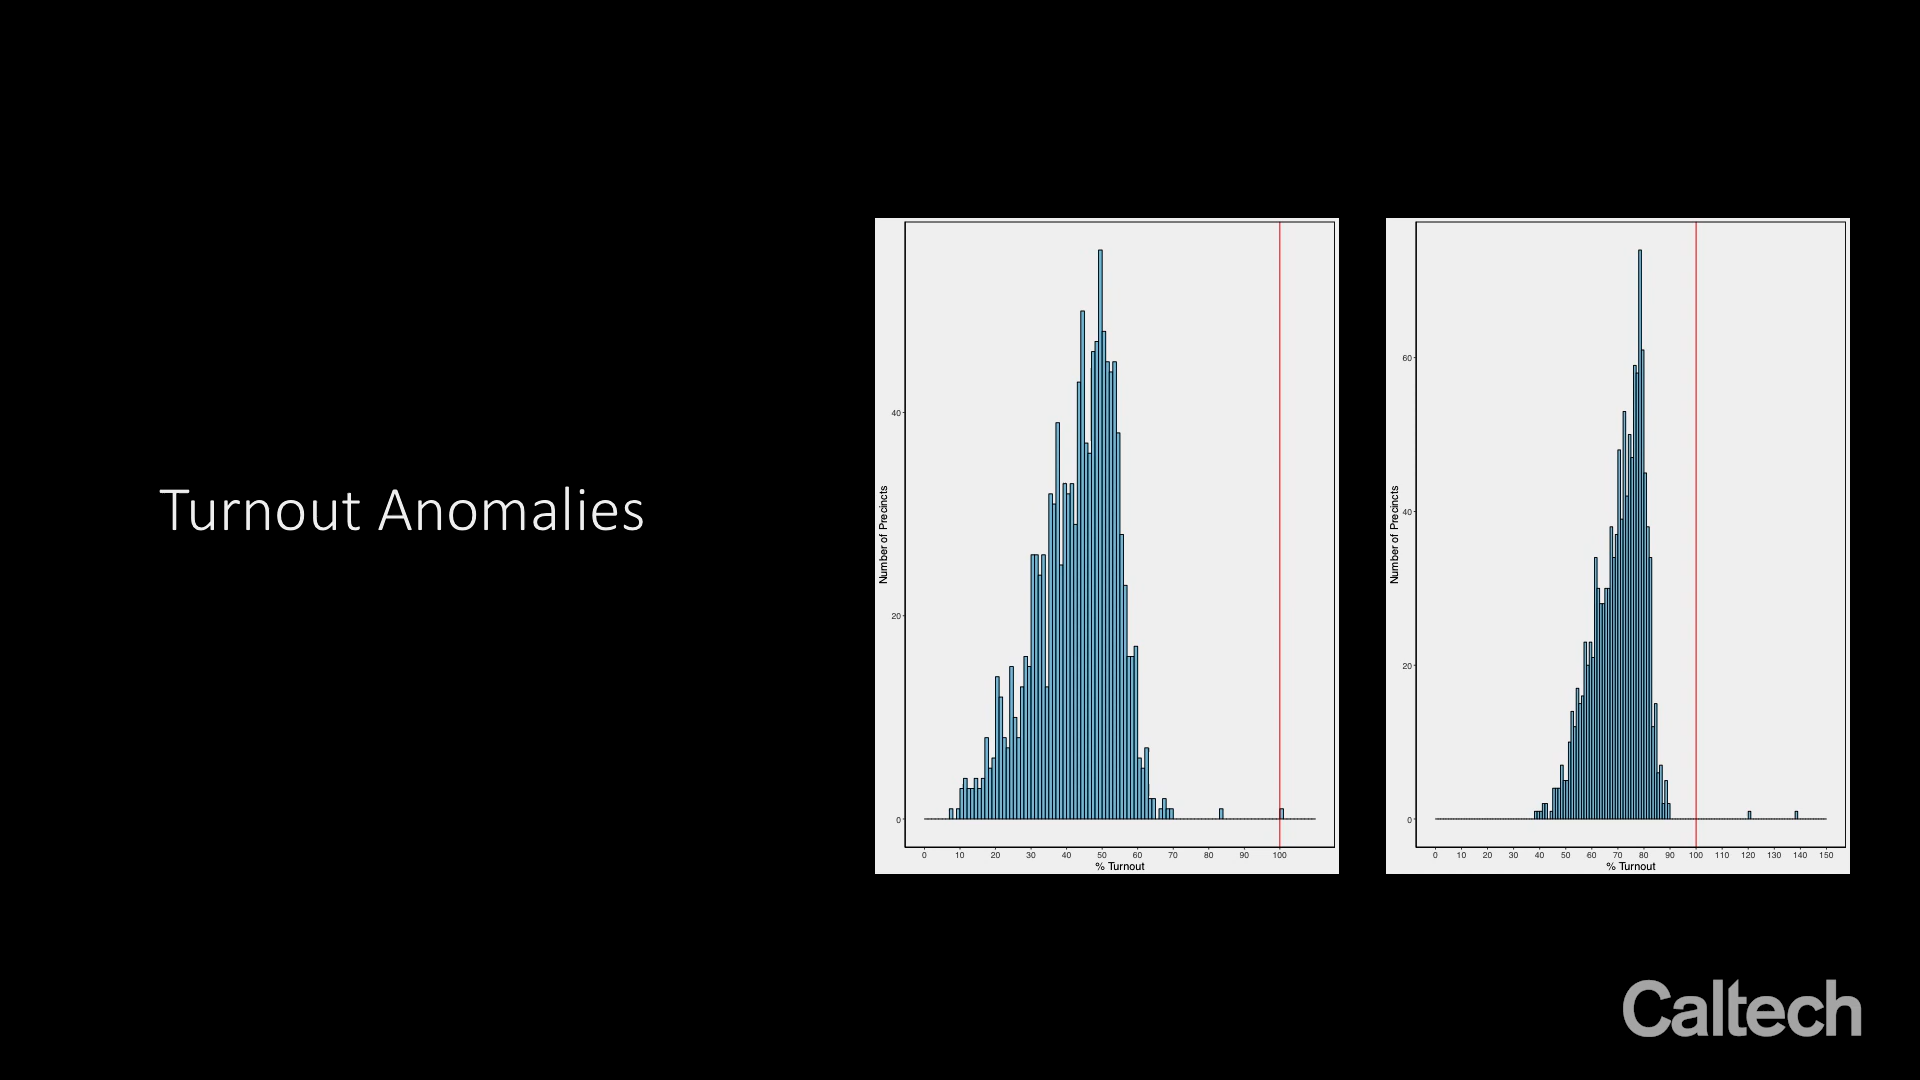 Turnout Anomalies
Number of Precincts
40
20
0
0 10 20 30 40 50 60 70 80 90 100
% Turnout
Number of Precincts
60
40
20
0
0 10 20 30 40 50 60 70 80 90 100 110 120 130 140 150
% Turnout
Caltech